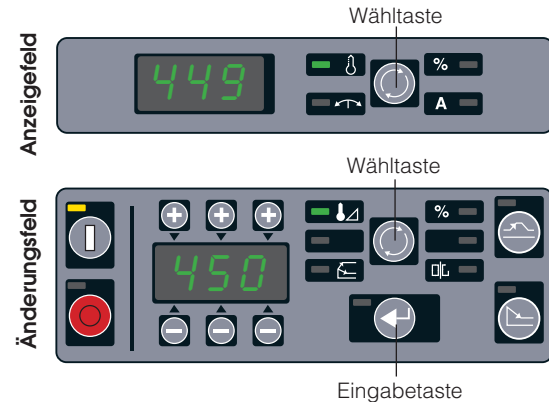 Wähltaste
Anzeigefeld
449
%
A
Wähltaste
Änderungsfeld
%
450
Eingabetaste